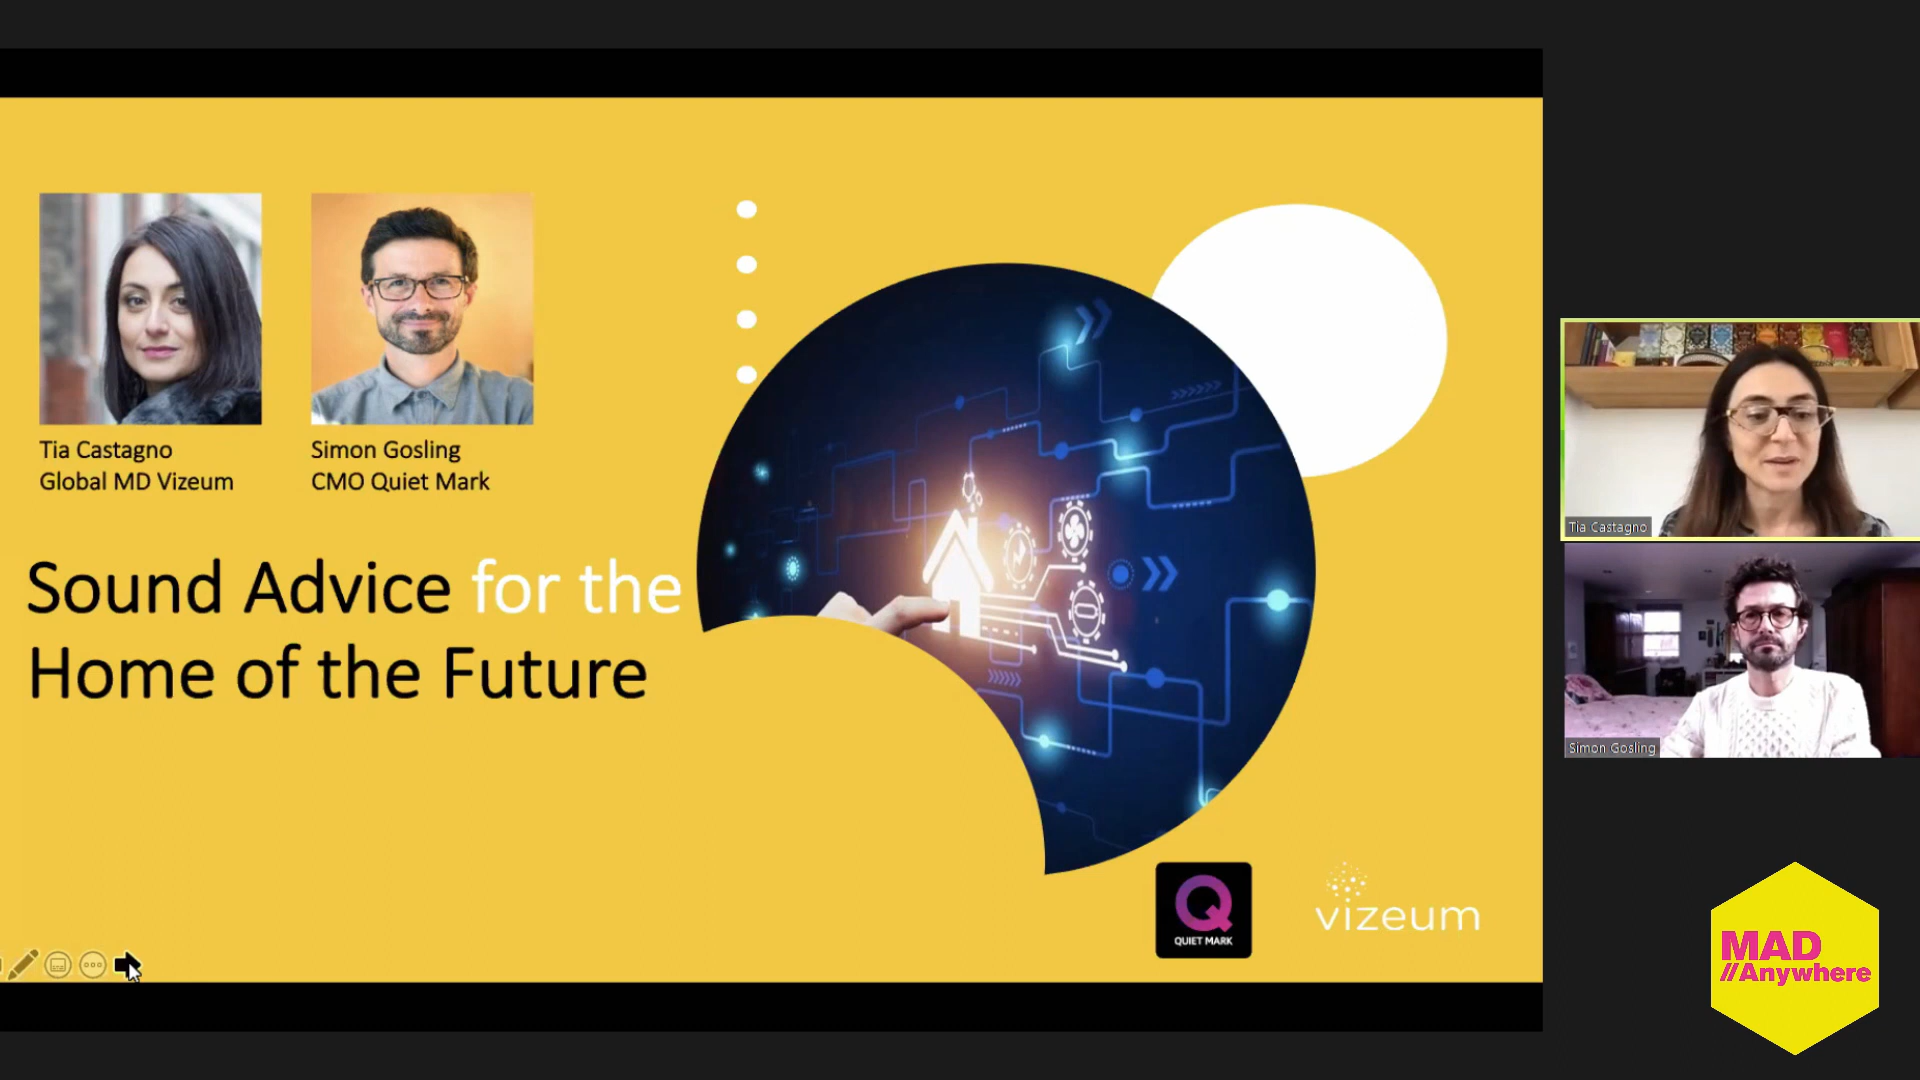 Tia Castagno
Global MD Vizeum
Simon Gosling
CMO Quiet Mark
Sound Advice for the
Home of the Future
QUIET MARK
vizeum
Tia Castagno
Simon Gosling
MAD
//Anywhere